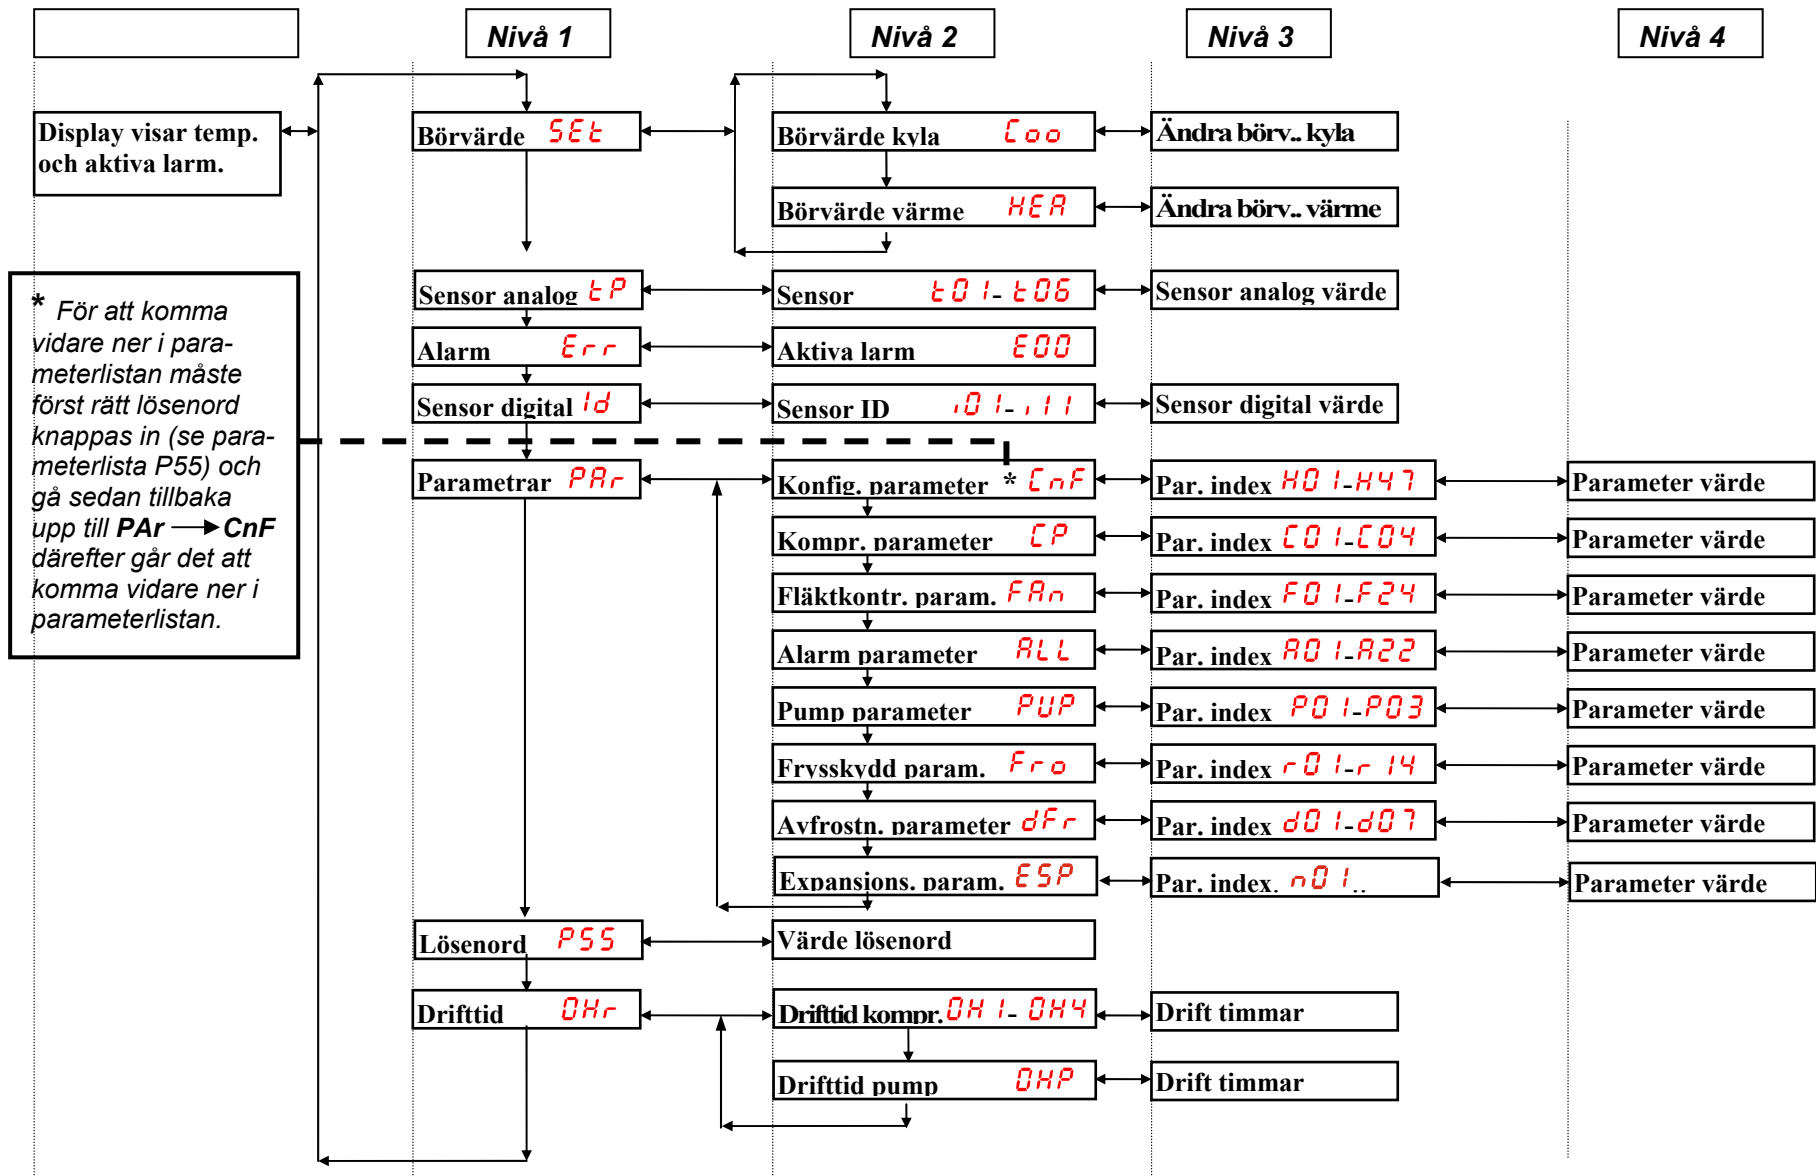 Nivå 1
Nivå 2
Nivå 3
Nivå 4
Display visar temp.
och aktiva larm.
Börvärde SEt
Börvärde kyla Coo
Ändra börv.. kyla
Börvärde värme HEA
Ändra börv.. värme
* För att komma
vidare ner i para-
meterlistan måste
först rätt lösenord
knappas in (se para-
meterlista P55) och
gå sedan tillbaka
upp till PAr CnF
därefter går det att
komma vidare ner i
parameterlistan.
Sensor analog tP
Sensor t01-t06
Sensor analog värde
Alarm Err
Aktiva larm E00
Sensor digital Id
Sensor ID i01-i11
Sensor digital värde
Parametrar PAr
Konfig. parameter * CnF
Par. index H01-H47
Parameter värde
Kompr. parameter CP
Par. index C01-C04
Parameter värde
Fläktkontr. param. FAn
Par. index F01-F24
Parameter värde
Alarm parameter ALL
Par. index A01-A22
Parameter värde
Pump parameter PUP
Par. index P01-P03
Parameter värde
Frysskydd param. Fro
Par. index r01-r14
Parameter värde
Avfrostn. parameter dFr
Par. index d01-d07
Parameter värde
Expansions. param. ESP
Par. index. n01..
Parameter värde
Lösenord PSS
Värde lösenord
Drifttid OHr
Drifttid kompr. OH1-OH4
Drift timmar
Drifttid pump OHP
Drift timmar